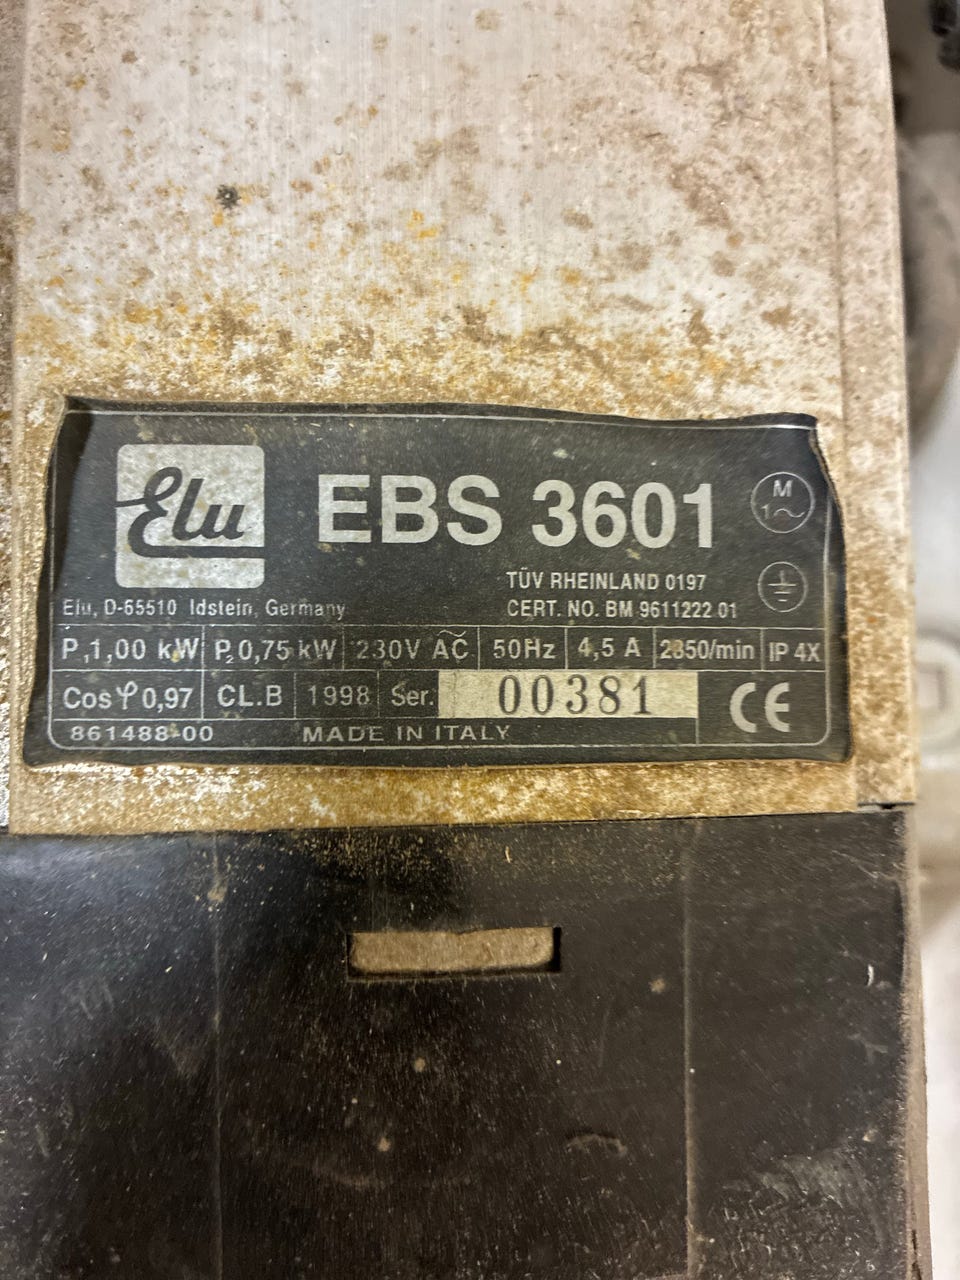 Elu
EBS 3601
M
1~
TÜV RHEINLAND 0197
Elu, D-65510 Idstein, Germany
CERT. NO. BM 9611222 01
P₁ 1,00 kW P₂ 0,75 kW 230V AC 50Hz 4,5 A 2850/min IP 4X
Cos φ 0,97 CL.B 1998 Ser. 00381 CE
861488-00 MADE IN ITALY